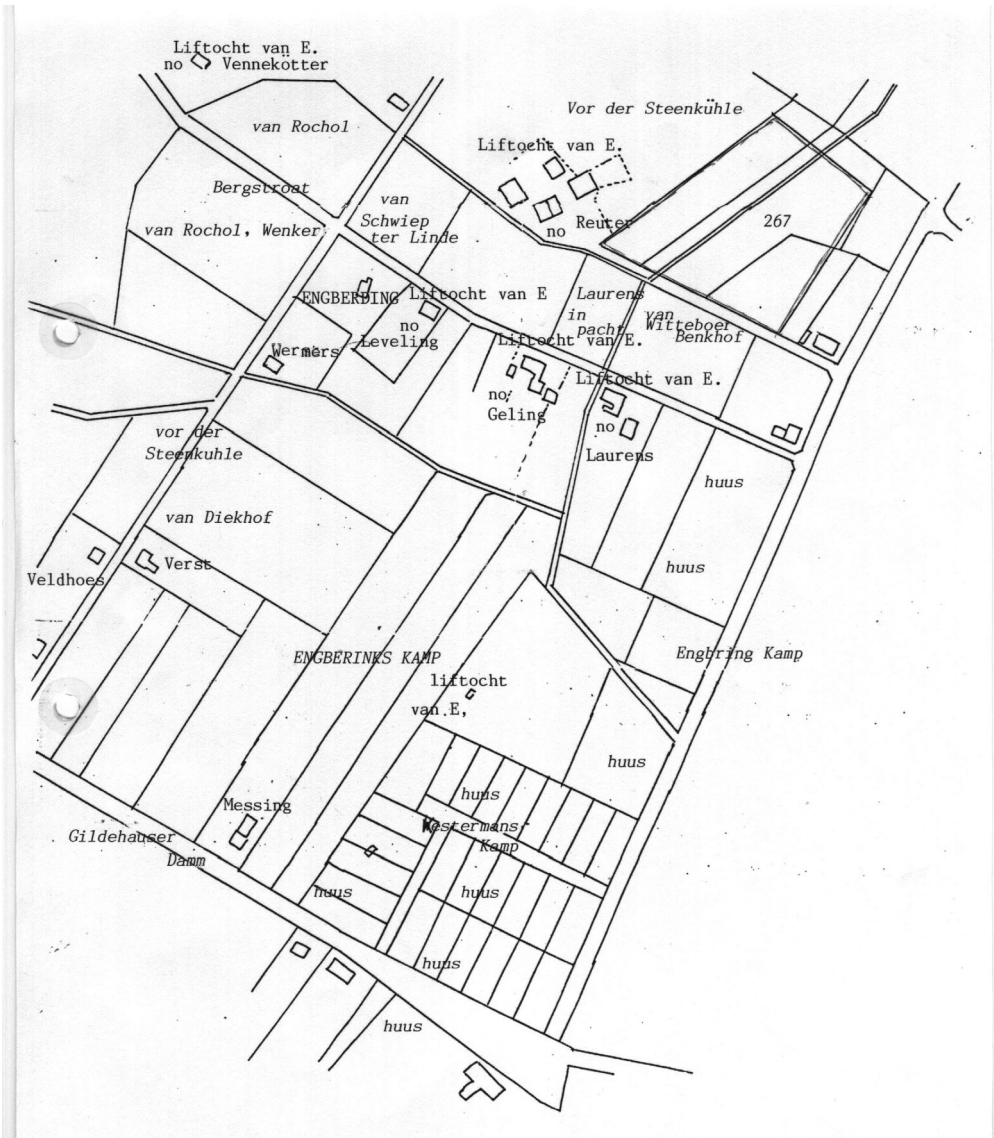 Liftocht van E.
no Vennekötter
van Rochol
Vor der Steenkühle
Liftocht van E.
Bergstroat
van
Schwiep
ter Linde
no Reuter
267
van Rochol, Wenker
ENGBERDING
Liftocht van E
Laurens
in
pacht
van
Witteboer
Benkhof
no
Leveling
Wermers
Liftocht van E.
Liftocht van E.
no
Geling
no
Laurens
vor der
Steenkuhle
huus
van Diekhof
huus
Veldhoes
Verst
ENGBERINKS KAMP
Engbring Kamp
liftocht
van E,
huus
huus
Messing
Westermans
Kamp
Gildehauser
Damm
huus
huus
huus
huus